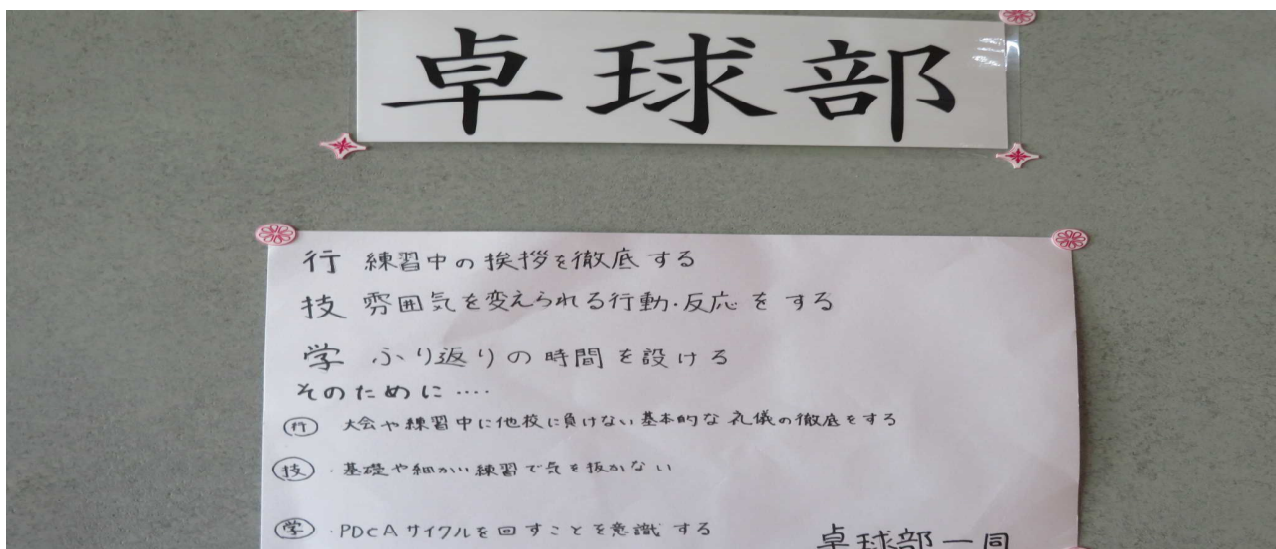 卓球部
行 練習中の挨拶を徹底する
技 雰囲気を変えられる行動・反応をする
学 ふり返りの時間を設ける
そのために‥‥
行 大会や練習中に他校に負けない基本的な礼儀の徹底をする
技 ・基礎や細かい練習で気を抜かない
学 ・PDCAサイクルを回すことを意識する
卓球部一同